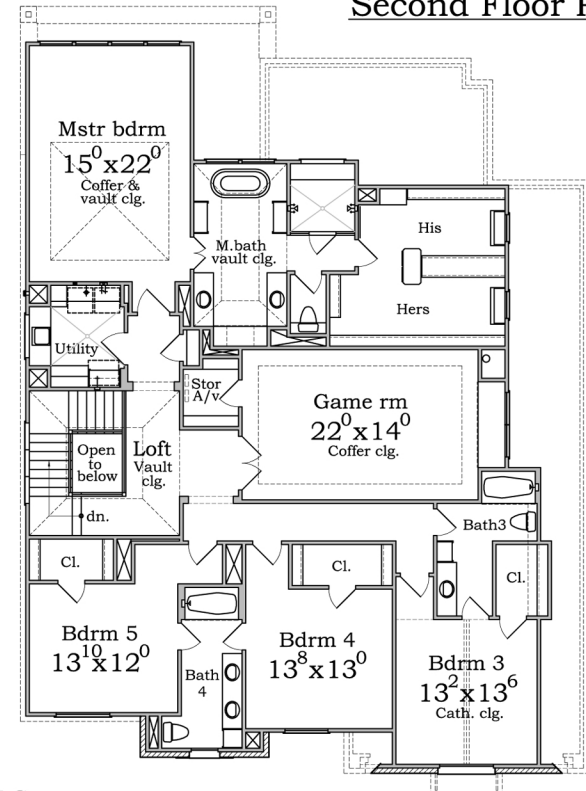 Second Floor P
Mstr bdrm
15⁰x22⁰
Coffer &
vault clg.
M.bath
vault clg.
His
Hers
Utility
Stor
A/v
Game rm
22⁰x14⁰
Coffer clg.
Open
to
below
Loft
Vault
clg.
dn.
Bath3
Cl.
Cl.
Cl.
Bdrm 5
13¹⁰x12⁰
Bath
4
Bdrm 4
13⁸x13⁰
Bdrm 3
13²x13⁶
Cath. clg.